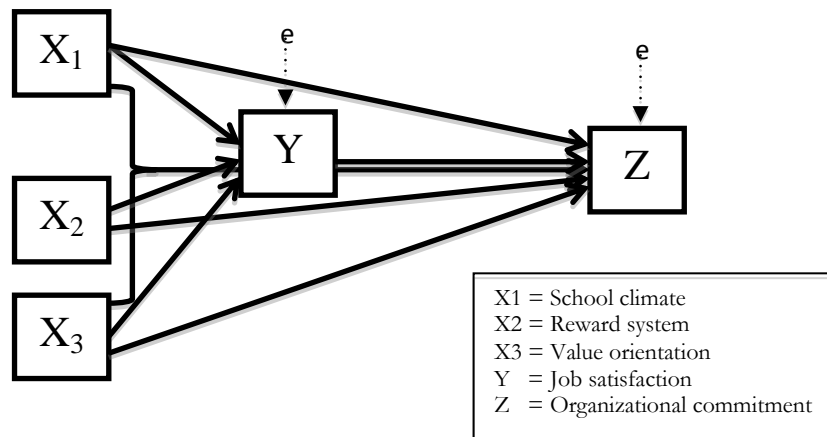 X₁
e
e
Y
Z
X₂
X₃
X1 = School climate
X2 = Reward system
X3 = Value orientation
Y = Job satisfaction
Z = Organizational commitment